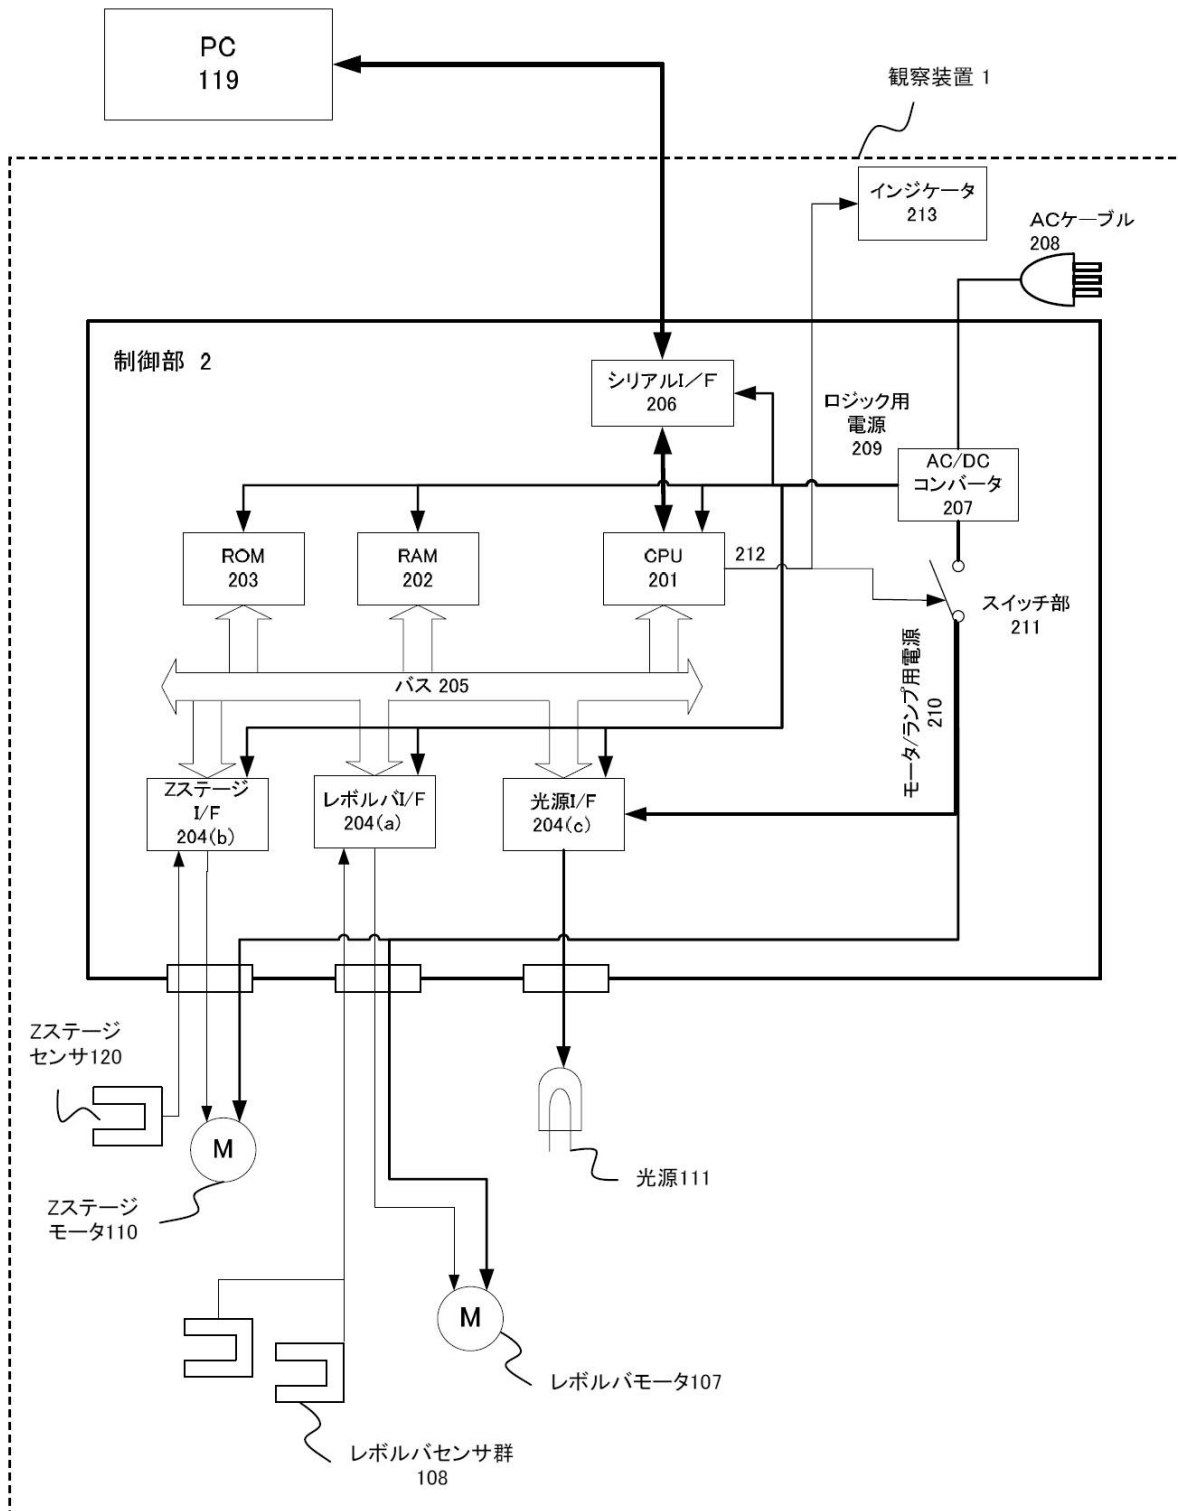 PC
119
観察装置 1
インジケータ
213
ACケーブル
208
制御部 2
シリアルI／F
206
ロジック用
電源
209
AC/DC
コンバータ
207
ROM
203
RAM
202
CPU
201
212
スイッチ部
211
モータ/ランプ用電源
210
バス 205
Zステージ
I/F
204(b)
レボルバI/F
204(a)
光源I/F
204(c)
Zステージ
センサ120
M
Zステージ
モータ110
光源111
M
レボルバモータ107
レボルバセンサ群
108